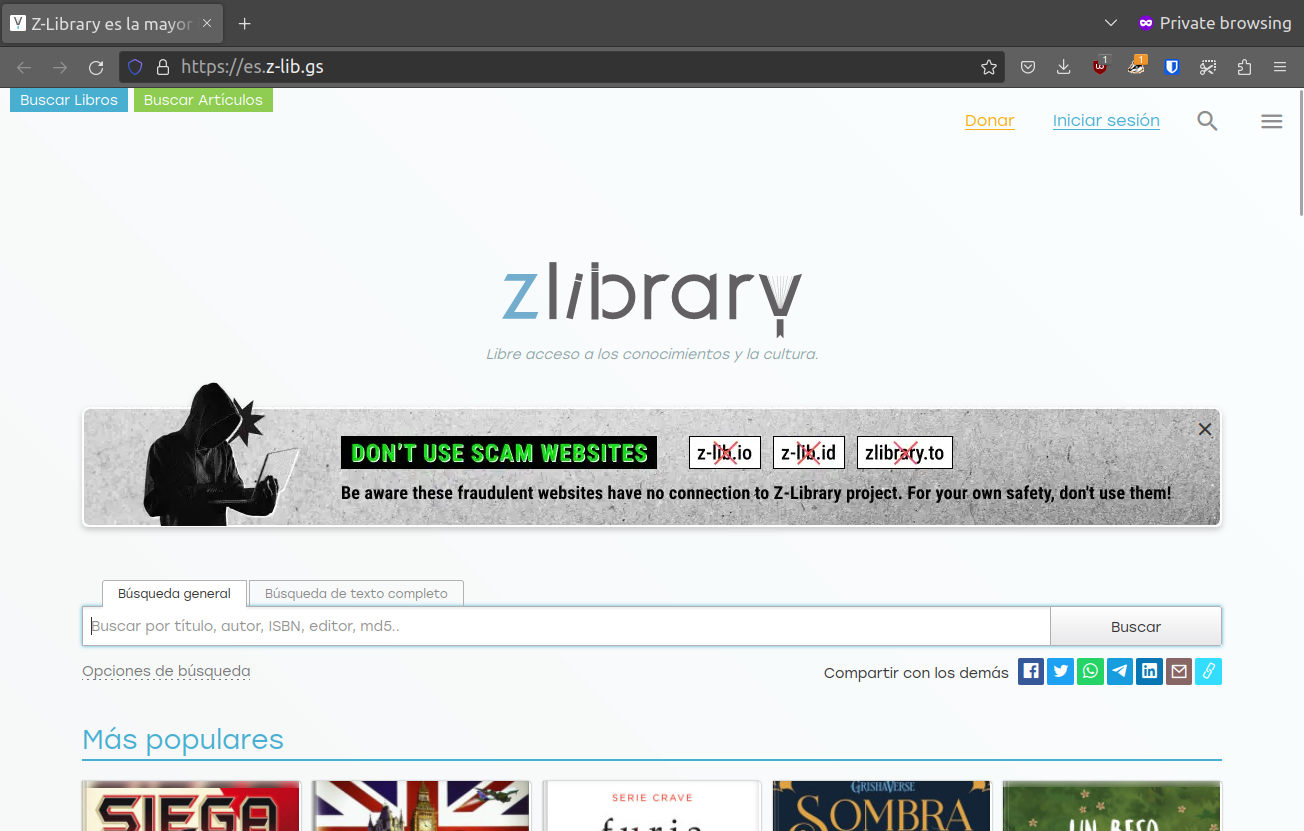 Z-Library es la mayor
Private browsing
https://es.z-lib.gs
1
1
Buscar Libros
Buscar Artículos
Donar
Iniciar sesión
zlibrary
Libre acceso a los conocimientos y la cultura.
DON'T USE SCAM WEBSITES
z-lib.io
z-lib.id
zlibrary.to
Be aware these fraudulent websites have no connection to Z-Library project. For your own safety, don't use them!
Búsqueda general
Búsqueda de texto completo
Buscar por título, autor, ISBN, editor, md5..
Buscar
Opciones de búsqueda
Compartir con los demás
Más populares
SIEGA
SERIE CRAVE
furia
GRISHAVERSE
SOMBRA
UN BESO